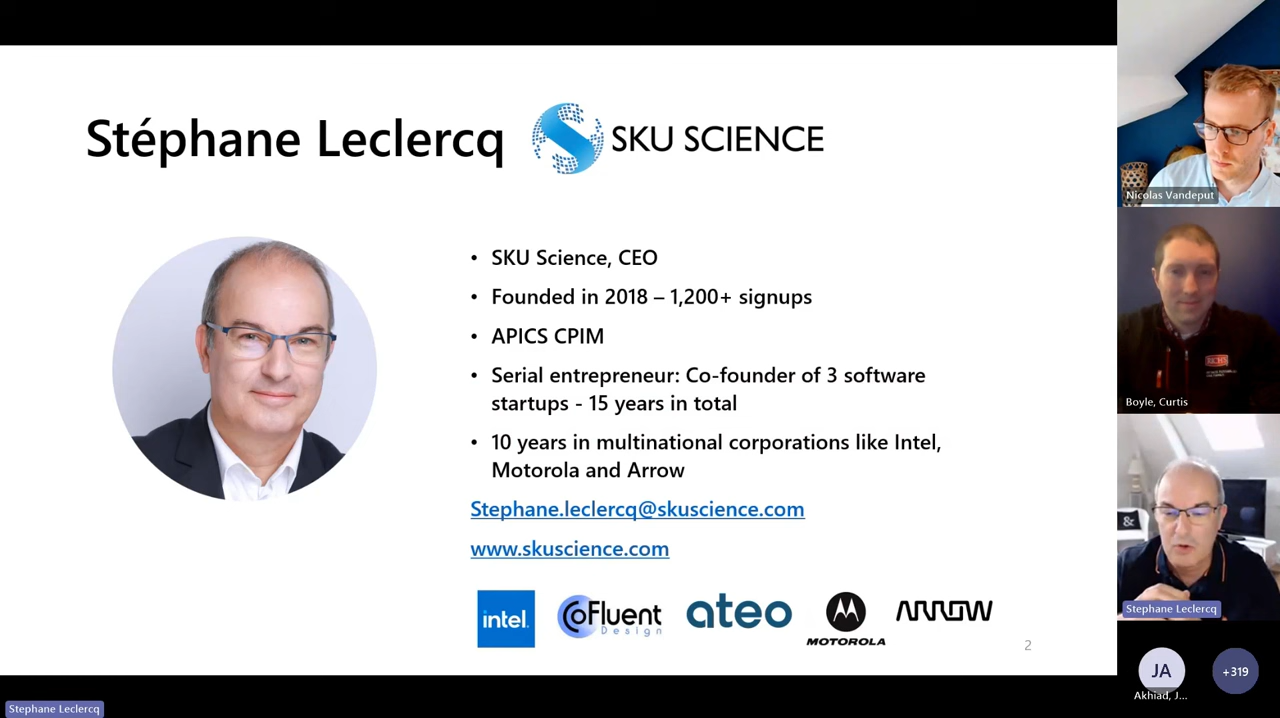 Stéphane Leclercq
SKU SCIENCE
• SKU Science, CEO
• Founded in 2018 – 1,200+ signups
• APICS CPIM
• Serial entrepreneur: Co-founder of 3 software
startups - 15 years in total
• 10 years in multinational corporations like Intel,
Motorola and Arrow
Stephane.leclercq@skuscience.com
www.skuscience.com
intel.
CoFluent
Design
ateo
MOTOROLA
ARROW
2
Nicolas Vandeput
RICH'S
Boyle, Curtis
&
Stephane Leclercq
JA
+319
Akhiad, J...
Stephane Leclercq